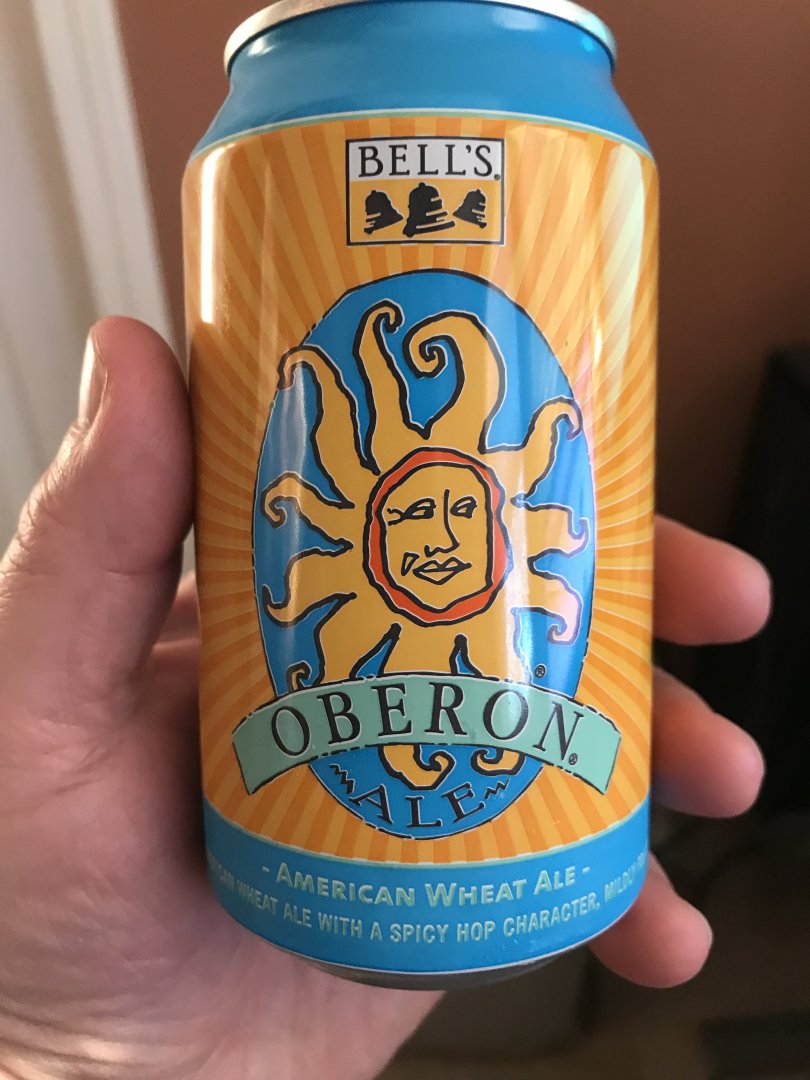 BELL'S®
®
OBERON®
ALE
- AMERICAN WHEAT ALE -
WHEAT ALE WITH A SPICY HOP CHARACTER,